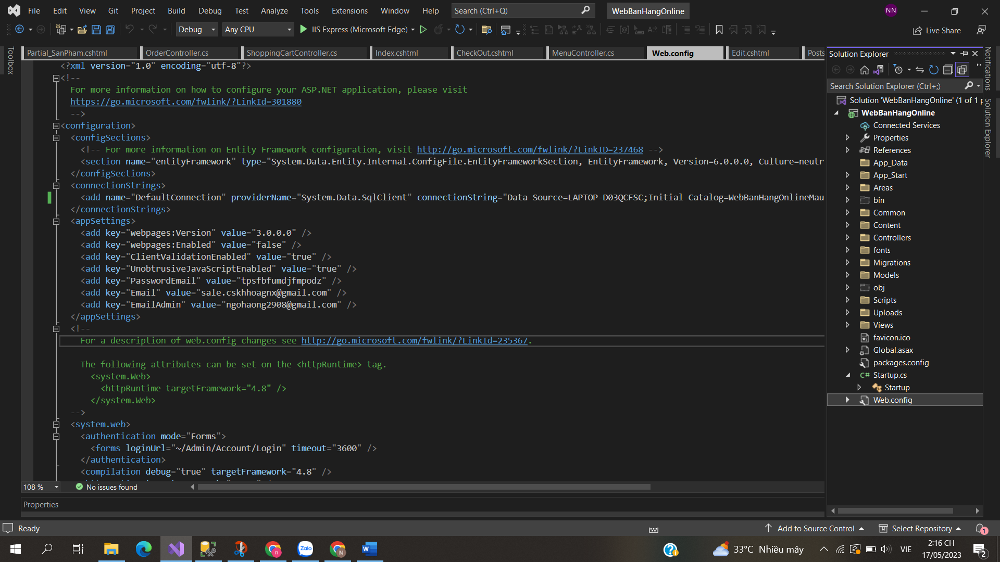 File Edit View Git Project Build Debug Test Analyze Tools Extensions Window Help Search (Ctrl+Q) WebBanHangOnline NN
Debug Any CPU IIS Express (Microsoft Edge) Live Share
Toolbox
Partial_SanPham.cshtml OrderController.cs ShoppingCartController.cs Index.cshtml CheckOut.cshtml MenuController.cs Web.config Edit.cshtml Posts
<?xml version="1.0" encoding="utf-8"?>
<!--
For more information on how to configure your ASP.NET application, please visit
https://go.microsoft.com/fwlink/?LinkId=301880
-->
<configuration>
<configSections>
<!-- For more information on Entity Framework configuration, visit http://go.microsoft.com/fwlink/?LinkID=237468 -->
<section name="entityFramework" type="System.Data.Entity.Internal.ConfigFile.EntityFrameworkSection, EntityFramework, Version=6.0.0.0, Culture=neutr
</configSections>
<connectionStrings>
<add name="DefaultConnection" providerName="System.Data.SqlClient" connectionString="Data Source=LAPTOP-D03QCFSC;Initial Catalog=WebBanHangOnlineMau
</connectionStrings>
<appSettings>
<add key="webpages:Version" value="3.0.0.0" />
<add key="webpages:Enabled" value="false" />
<add key="ClientValidationEnabled" value="true" />
<add key="UnobtrusiveJavaScriptEnabled" value="true" />
<add key="PasswordEmail" value="tpsfbfumdjfmpodz" />
<add key="Email" value="sale.cskhhoagnx@gmail.com" />
<add key="EmailAdmin" value="ngohaong2908@gmail.com" />
</appSettings>
<!--
For a description of web.config changes see http://go.microsoft.com/fwlink/?LinkId=235367.
The following attributes can be set on the <httpRuntime> tag.
<system.Web>
<httpRuntime targetFramework="4.8" />
</system.Web>
-->
<system.web>
<authentication mode="Forms">
<forms loginUrl="~/Admin/Account/Login" timeout="3600" />
</authentication>
<compilation debug="true" targetFramework="4.8" />
108 % No issues found
Properties
Solution Explorer
Search Solution Explorer (Ctrl+;)
Solution 'WebBanHangOnline' (1 of 1 p
WebBanHangOnline
Connected Services
Properties
References
App_Data
App_Start
Areas
bin
Common
Content
Controllers
fonts
Migrations
Models
obj
Scripts
Uploads
Views
favicon.ico
Global.asax
packages.config
C# Startup.cs
Startup
Web.config
Notifications
Solution Explorer
Ready Add to Source Control Select Repository 1
Zalo n N W 33°C Nhiều mây VIE 2:16 CH
17/05/2023 2